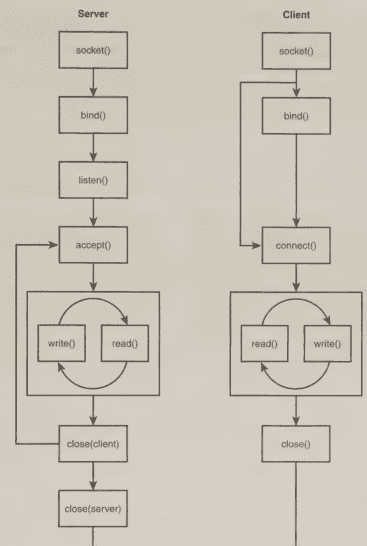 Server
socket()
bind()
listen()
accept()
write()
read()
close(client)
close(server)
Client
socket()
bind()
connect()
read()
write()
close()